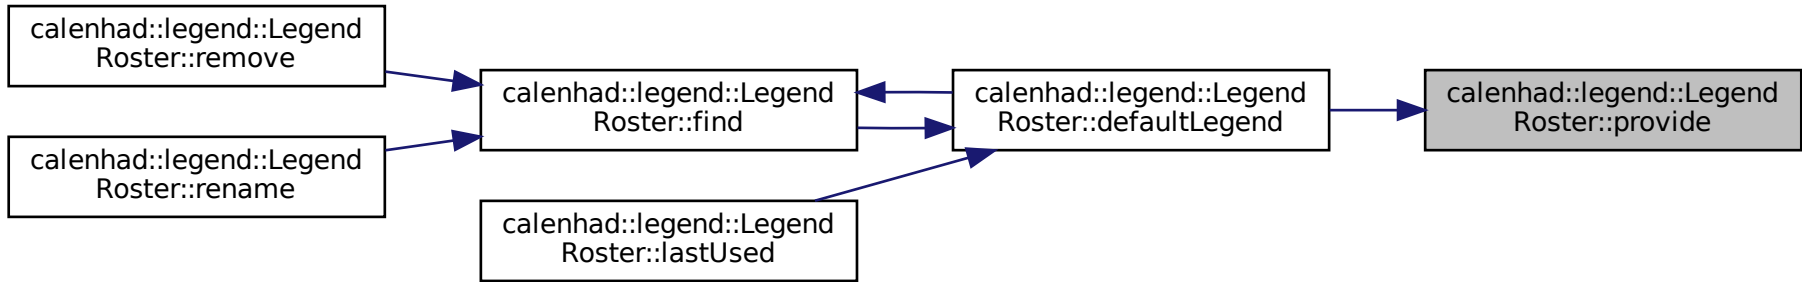 calenhad::legend::Legend
Roster::remove
calenhad::legend::Legend
Roster::rename
calenhad::legend::Legend
Roster::find
calenhad::legend::Legend
Roster::lastUsed
calenhad::legend::Legend
Roster::defaultLegend
calenhad::legend::Legend
Roster::provide